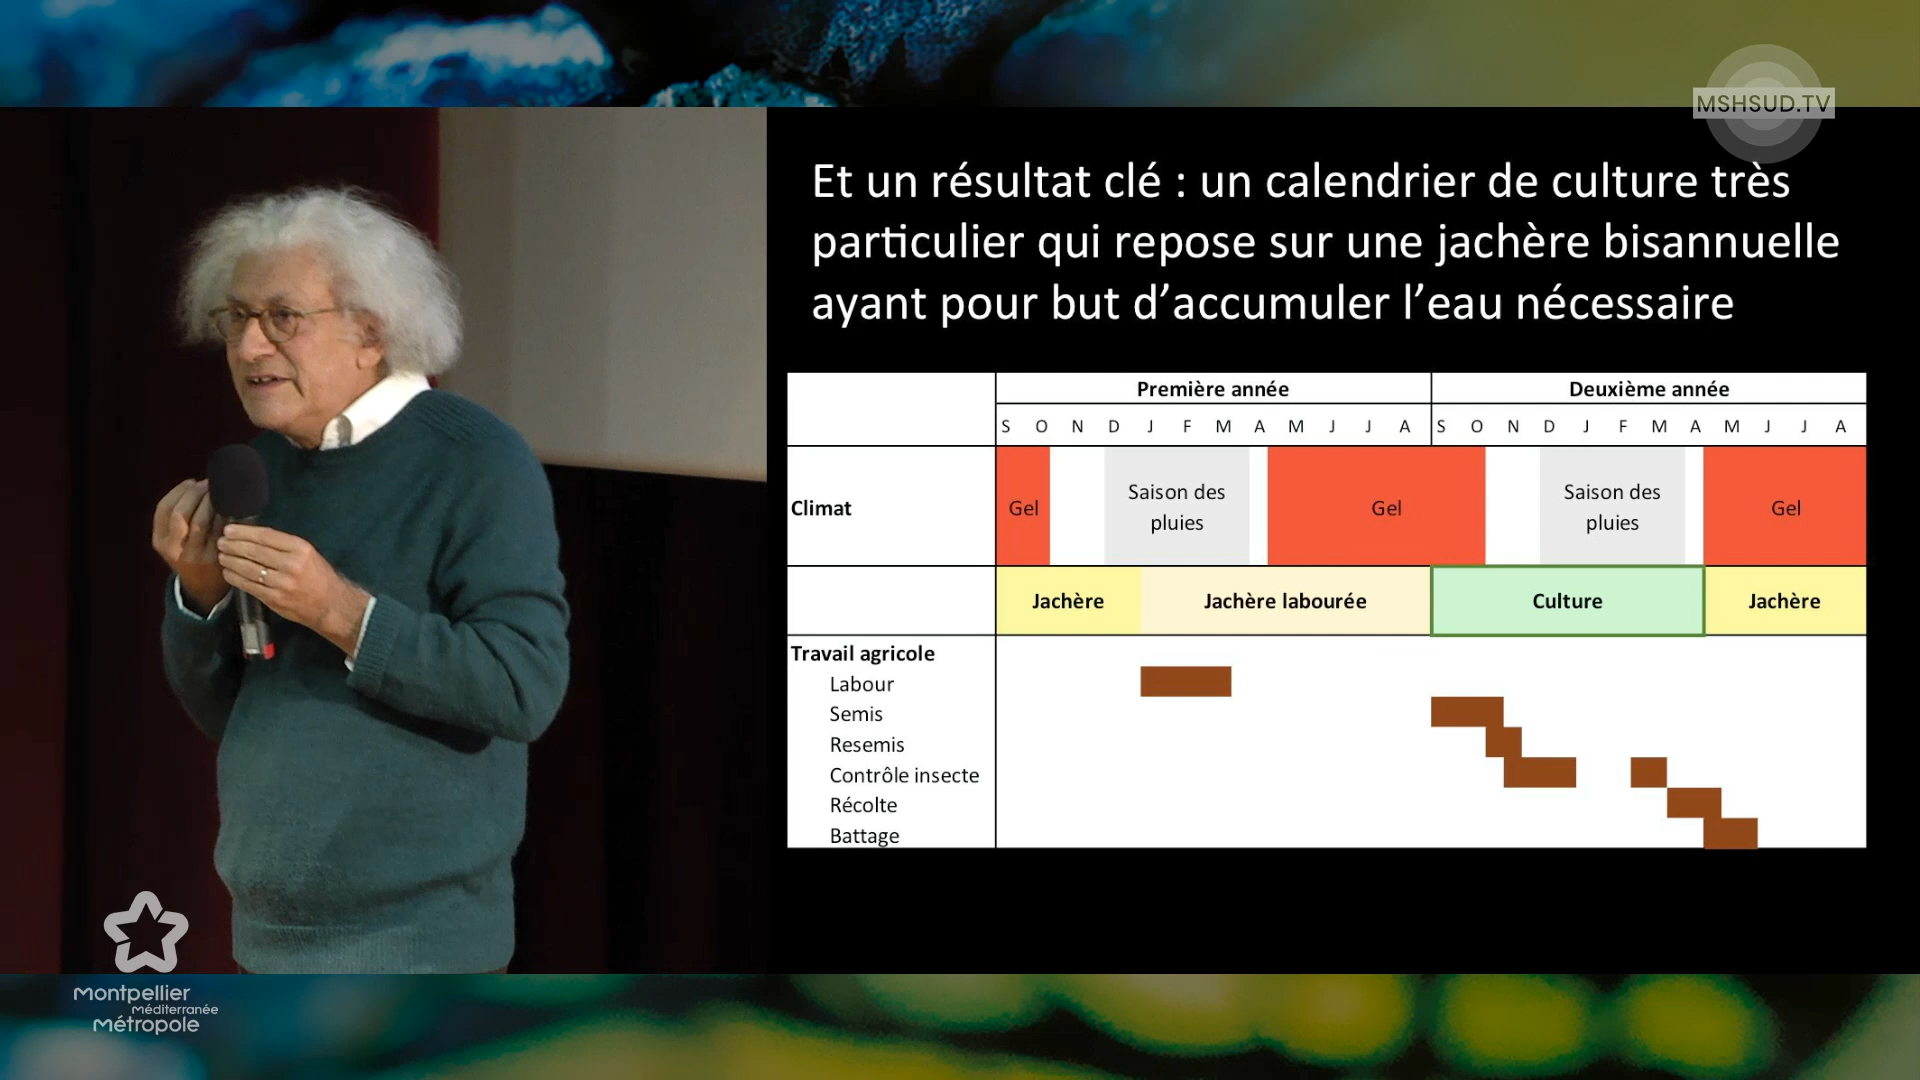 MSHSUD.TV
Et un résultat clé : un calendrier de culture très
particulier qui repose sur une jachère bisannuelle
ayant pour but d’accumuler l’eau nécessaire
Première année
Deuxième année
S O N D J F M A M J J A S O N D J F M A M J J A
Climat
Gel
Saison des
pluies
Gel
Saison des
pluies
Gel
Jachère
Jachère labourée
Culture
Jachère
Travail agricole
Labour
Semis
Resemis
Contrôle insecte
Récolte
Battage
montpellier
méditerranée
métropole